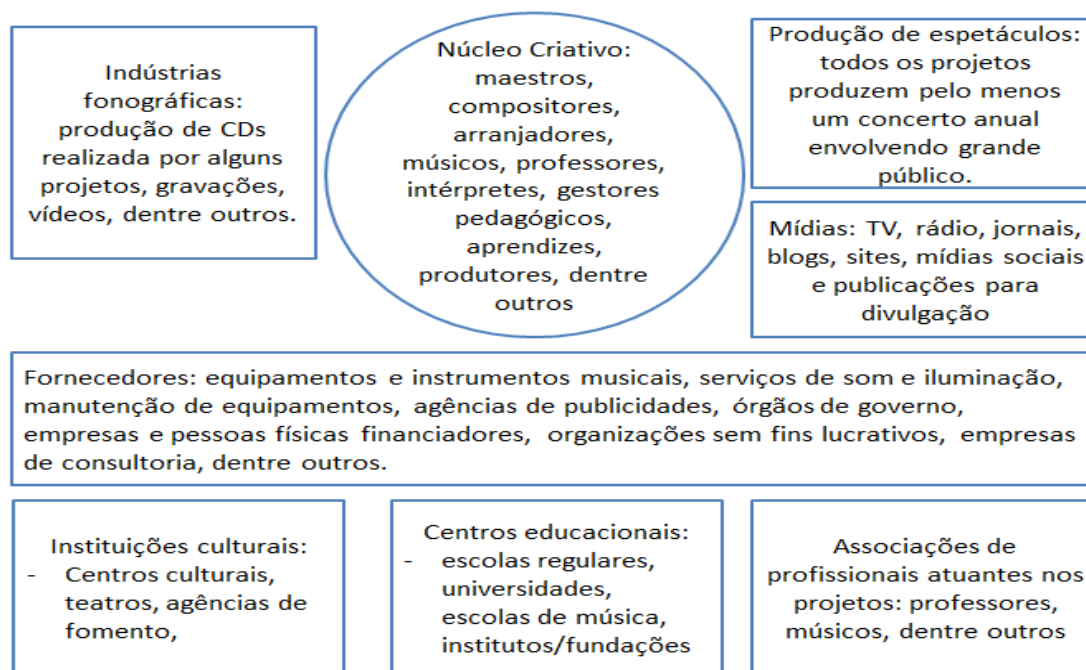 Indústrias
fonográficas:
produção de CDs
realizada por alguns
projetos, gravações,
vídeos, dentre outros.
Núcleo Criativo:
maestros,
compositores,
arranjadores,
músicos, professores,
intérpretes, gestores
pedagógicos,
aprendizes,
produtores, dentre
outros
Produção de espetáculos:
todos os projetos
produzem pelo menos
um concerto anual
envolvendo grande
público.
Mídias: TV, rádio, jornais,
blogs, sites, mídias sociais
e publicações para
divulgação
Fornecedores: equipamentos e instrumentos musicais, serviços de som e iluminação,
manutenção de equipamentos, agências de publicidades, órgãos de governo,
empresas e pessoas físicas financiadores, organizações sem fins lucrativos, empresas
de consultoria, dentre outros.
Instituições culturais:
- Centros culturais,
teatros, agências de
fomento,
Centros educacionais:
- escolas regulares,
universidades,
escolas de música,
institutos/fundações
Associações de
profissionais atuantes nos
projetos: professores,
músicos, dentre outros